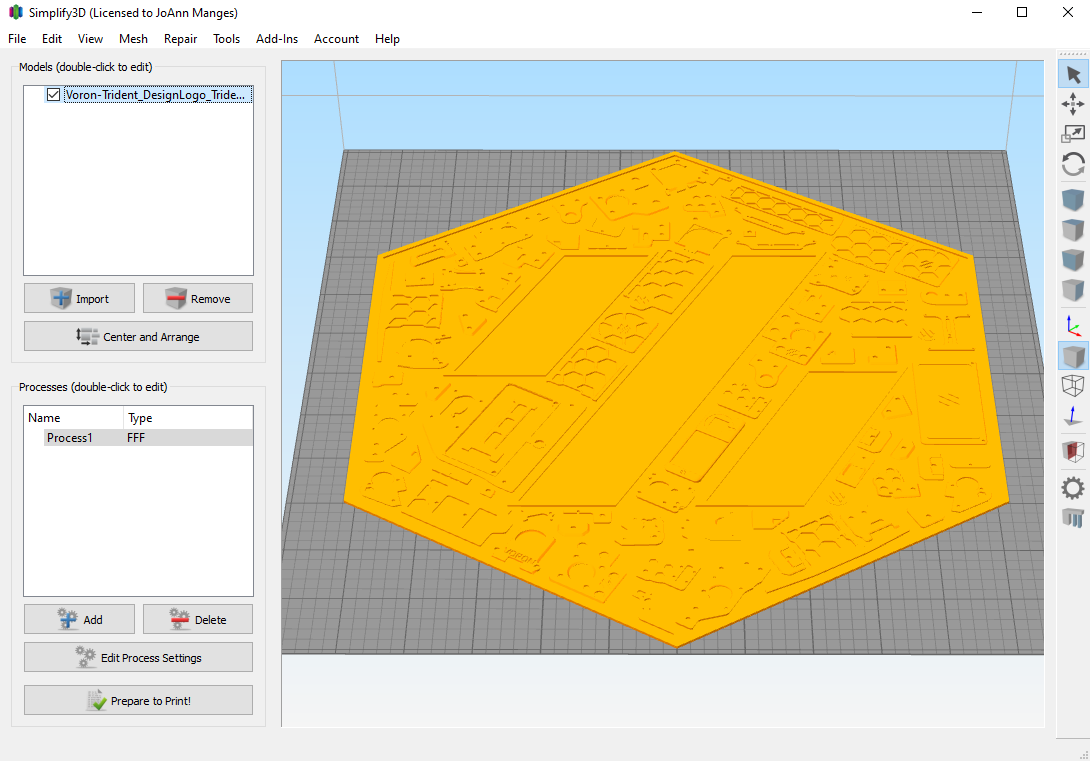 Simplify3D (Licensed to JoAnn Manges)
File Edit View Mesh Repair Tools Add-Ins Account Help
Models (double-click to edit)
Voron-Trident_DesignLogo_Tride...
Import Remove
Center and Arrange
Processes (double-click to edit)
Name Type
Process1 FFF
Add Delete
Edit Process Settings
Prepare to Print!